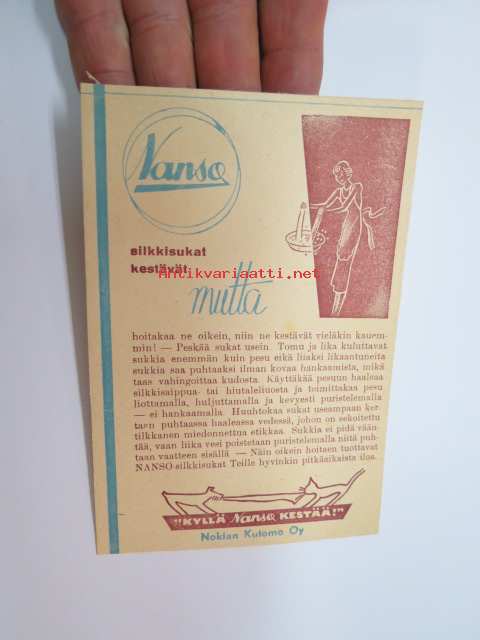 Nanso
silkkisukat
kestävät
Antikvariaatti.net
mutta
hoitakaa ne oikein, niin ne kestävät vieläkin kauem-
min! — Peskää sukat usein. Tomu ja lika kuluttavat
sukkia enemmän kuin pesu eikä liiaksi likaantuneita
sukkia saa puhtaaksi ilman kovaa hankaamista, mikä
taas vahingoittaa kudosta. Käyttäkää pesuun haaleaa
silkkisaippua- tai hiutaleliuosta ja toimittakaa pesu
liottamalla, huljuttamalla ja kevyesti puristelemalla
— ei hankaamalla. Huuhtokaa sukat useampaan ker-
taan puhtaassa haaleassa vedessä, johon on sekoitettu
tilkkanen miedonnettua etikkaa. Sukkia ei pidä vään-
tää, vaan liika vesi poistetaan puristelemalla niitä puh-
taan vaatteen sisällä — Näin oikein hoitaen tuottavat
NANSO-silkkisukat Teille hyvinkin pitkäaikaista iloa.
"KYLLÄ Nanso KESTÄÄ!"
Nokian Kutomo Oy